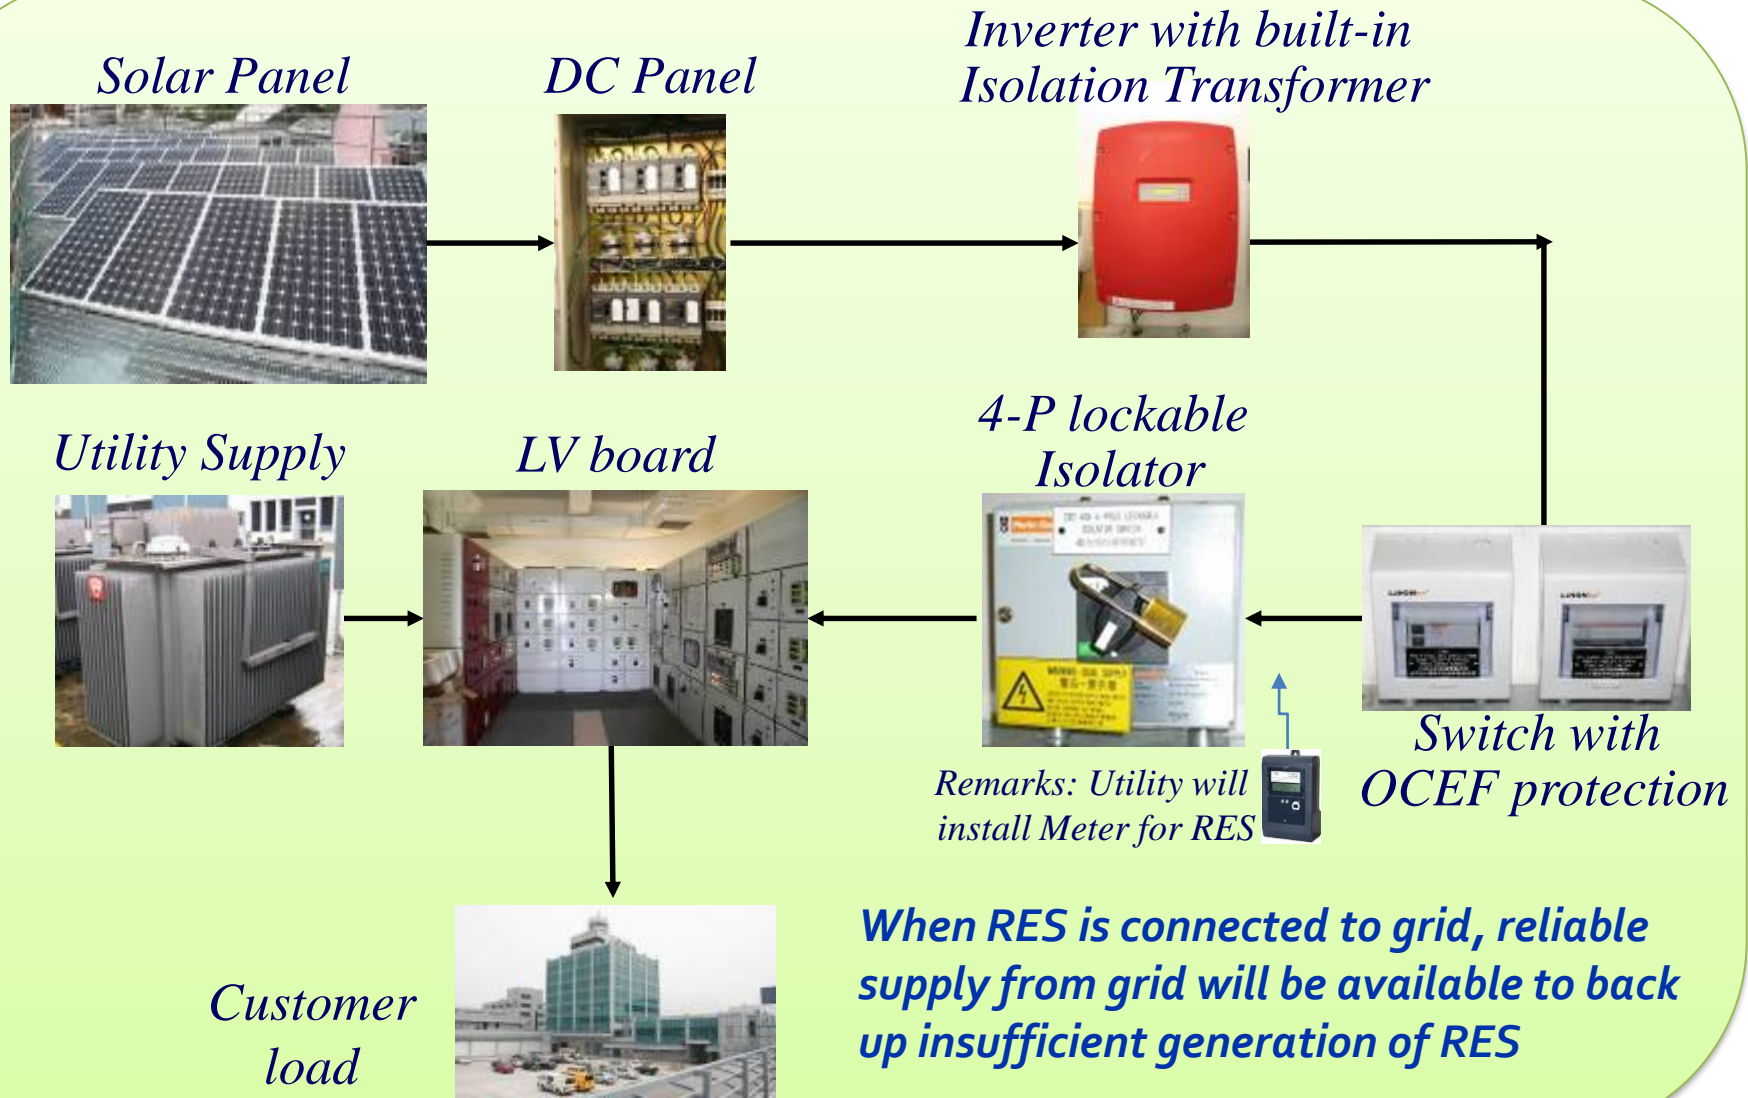 Solar Panel
DC Panel
Inverter with built-in
Isolation Transformer
Utility Supply
LV board
4-P lockable
Isolator
Switch with
OCEF protection
Remarks: Utility will
install Meter for RES
Customer
load
When RES is connected to grid, reliable
supply from grid will be available to back
up insufficient generation of RES